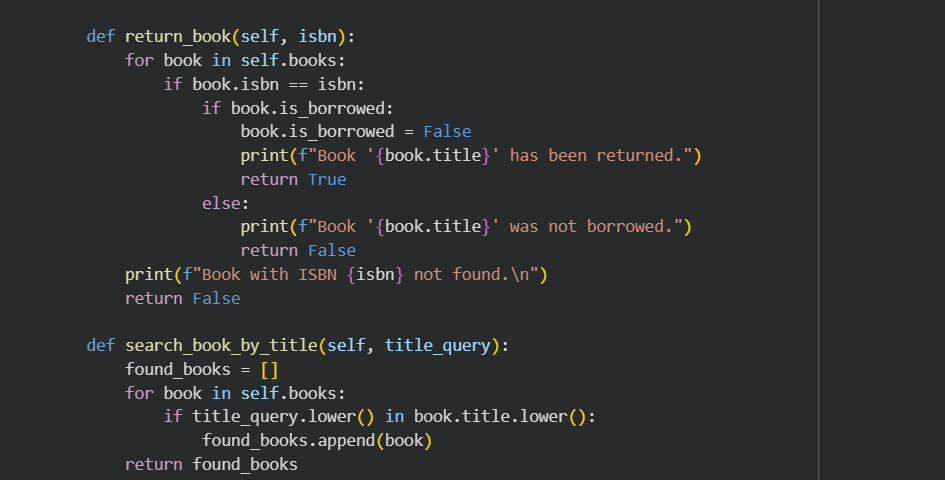 def return_book(self, isbn):
    for book in self.books:
        if book.isbn == isbn:
            if book.is_borrowed:
                book.is_borrowed = False
                print(f"Book '{book.title}' has been returned.")
                return True
            else:
                print(f"Book '{book.title}' was not borrowed.")
                return False
    print(f"Book with ISBN {isbn} not found.\n")
    return False

def search_book_by_title(self, title_query):
    found_books = []
    for book in self.books:
        if title_query.lower() in book.title.lower():
            found_books.append(book)
    return found_books